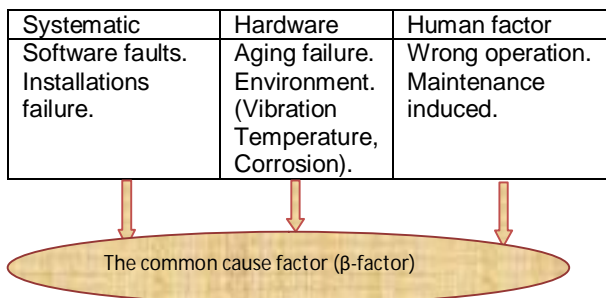 Systematic
Hardware
Human factor
Software faults.
Installations
failure.
Aging failure.
Environment.
(Vibration
Temperature,
Corrosion).
Wrong operation.
Maintenance
induced.
The common cause factor (β-factor)